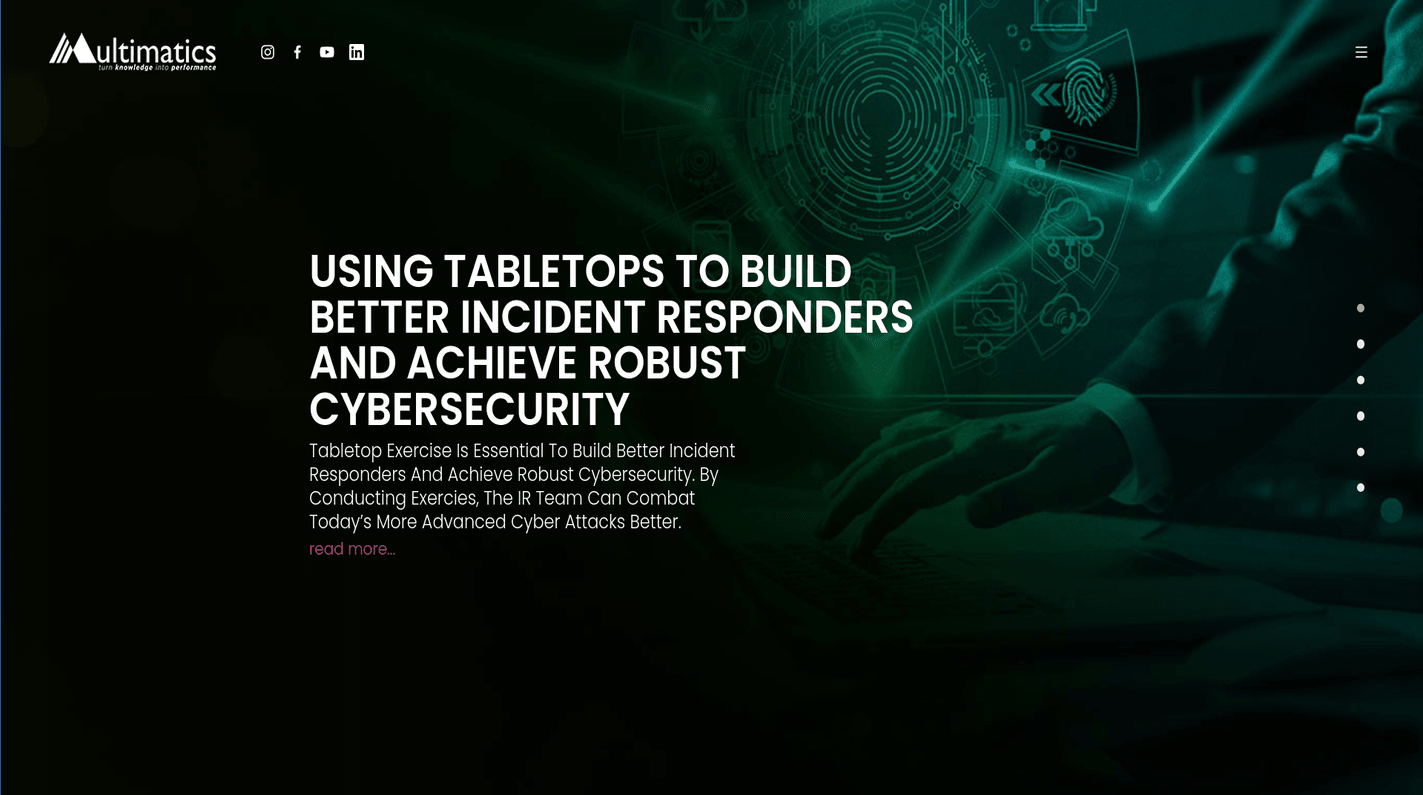 Multimatics
turn knowledge into performance
USING TABLETOPS TO BUILD
BETTER INCIDENT RESPONDERS
AND ACHIEVE ROBUST
CYBERSECURITY
Tabletop Exercise Is Essential To Build Better Incident
Responders And Achieve Robust Cybersecurity. By
Conducting Exercies, The IR Team Can Combat
Today’s More Advanced Cyber Attacks Better.
read more...